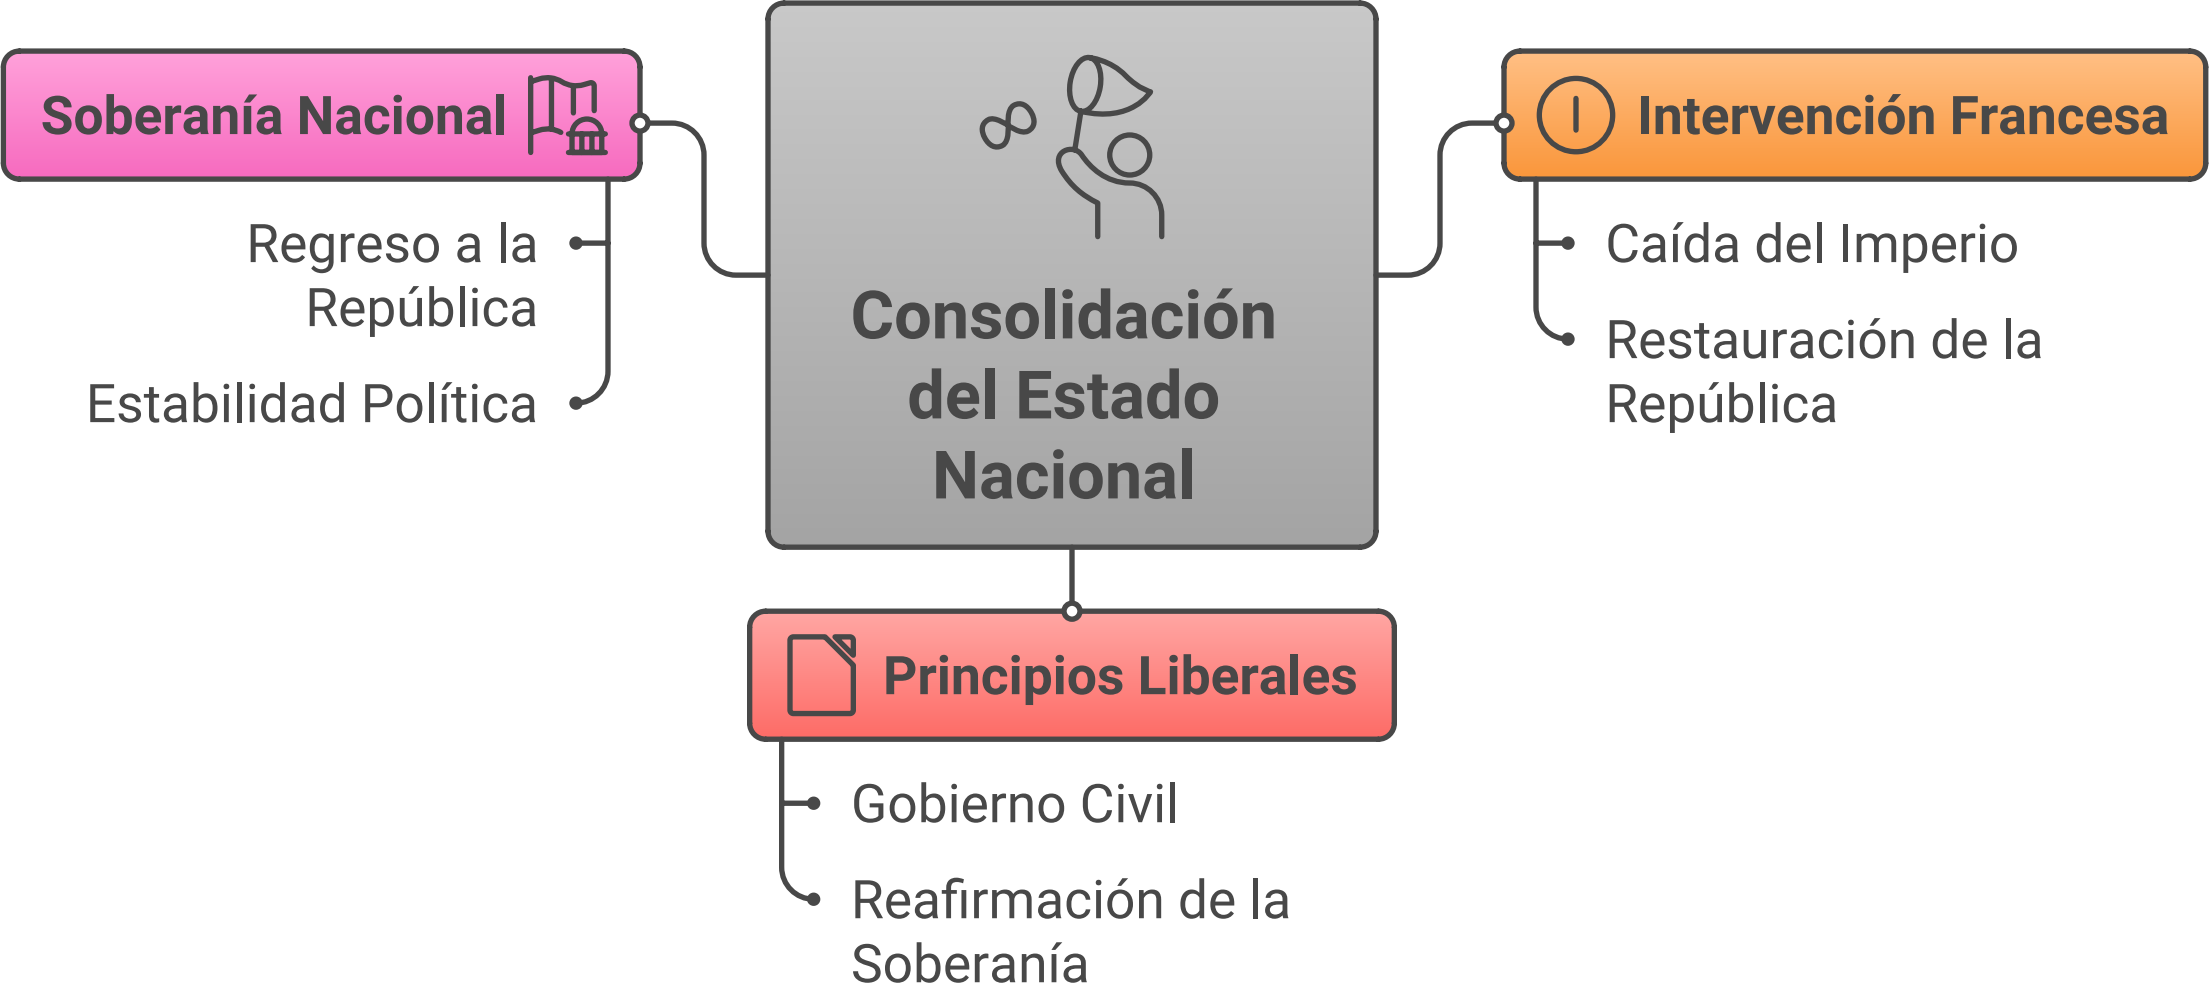 Soberanía Nacional
Regreso a la
República
Estabilidad Política
Consolidación
del Estado
Nacional
Intervención Francesa
Caída del Imperio
Restauración de la
República
Principios Liberales
Gobierno Civil
Reafirmación de la
Soberanía